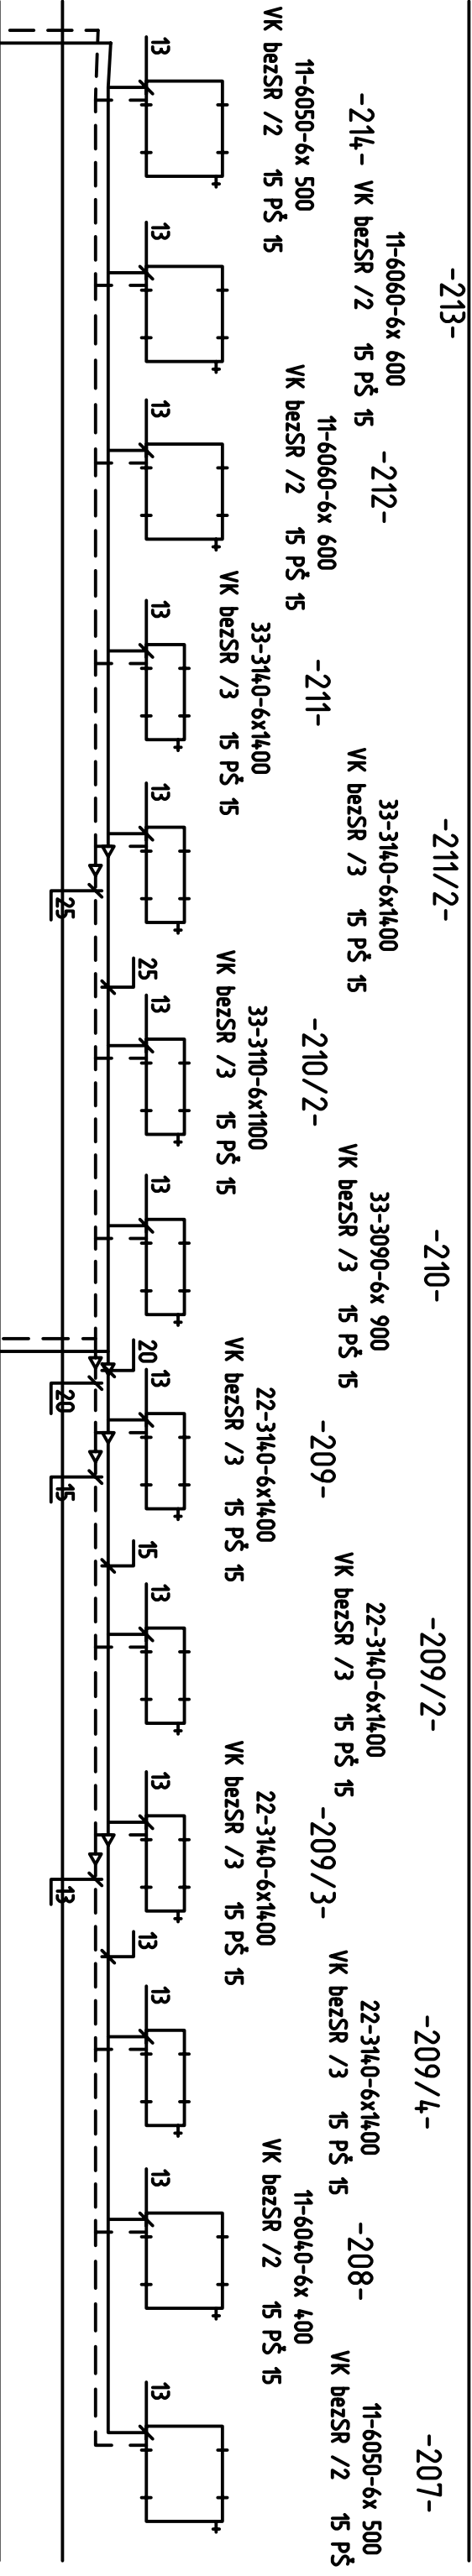 -214-
11-6050-6x 500
VK bezSR /2 15 PŠ 15
13
-213-
11-6060-6x 600
VK bezSR /2 15 PŠ 15
13
-212-
11-6060-6x 600
VK bezSR /2 15 PŠ 15
13
-211-
33-3140-6x1400
VK bezSR /3 15 PŠ 15
13
-211/2-
33-3140-6x1400
VK bezSR /3 15 PŠ 15
13
25
25
-210/2-
33-3110-6x1100
VK bezSR /3 15 PŠ 15
13
-210-
33-3090-6x 900
VK bezSR /3 15 PŠ 15
13
20
20
-209-
22-3140-6x1400
VK bezSR /3 15 PŠ 15
13
15
15
-209/2-
22-3140-6x1400
VK bezSR /3 15 PŠ 15
13
-209/3-
22-3140-6x1400
VK bezSR /3 15 PŠ 15
13
13
13
-209/4-
22-3140-6x1400
VK bezSR /3 15 PŠ 15
13
-208-
11-6040-6x 400
VK bezSR /2 15 PŠ 15
13
-207-
11-6050-6x 500
VK bezSR /2 15 PŠ
13